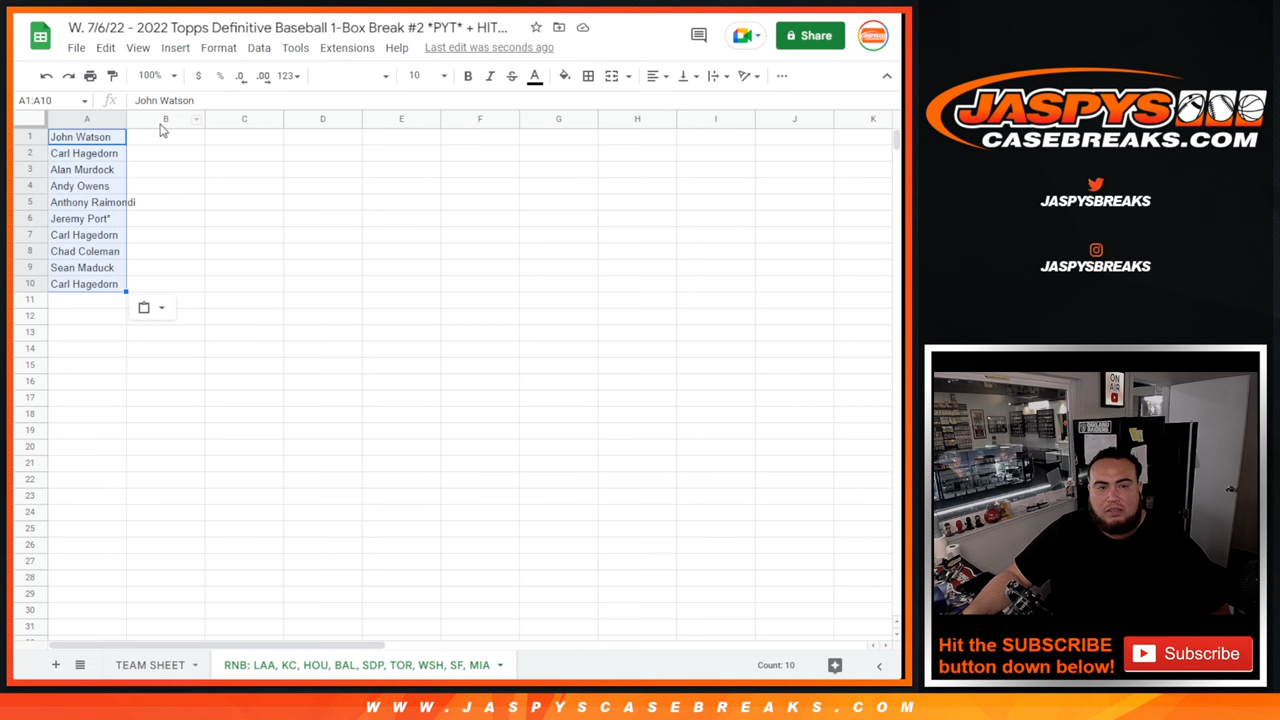 W. 7/6/22 - 2022 Topps Definitive Baseball 1-Box Break #2 *PYT* + HIT...
File Edit View Insert Format Data Tools Extensions Help Last edit was seconds ago
Share
100% $ % .0 .00 123 10 B I S A
A1:A10 fx John Watson
A B C D E F G H I J K
1 John Watson
2 Carl Hagedorn
3 Alan Murdock
4 Andy Owens
5 Anthony Raimondi
6 Jeremy Port*
7 Carl Hagedorn
8 Chad Coleman
9 Sean Maduck
10 Carl Hagedorn
11
12
13
14
15
16
17
18
19
20
21
22
23
24
25
26
27
28
29
30
31
TEAM SHEET RNB: LAA, KC, HOU, BAL, SDP, TOR, WSH, SF, MIA Count: 10
JASPYS
CASEBREAKS.COM
JASPYSBREAKS
JASPYSBREAKS
ON
AIR
Hit the SUBSCRIBE
button down below!
Subscribe
WWW.JASPYSCASEBREAKS.COM